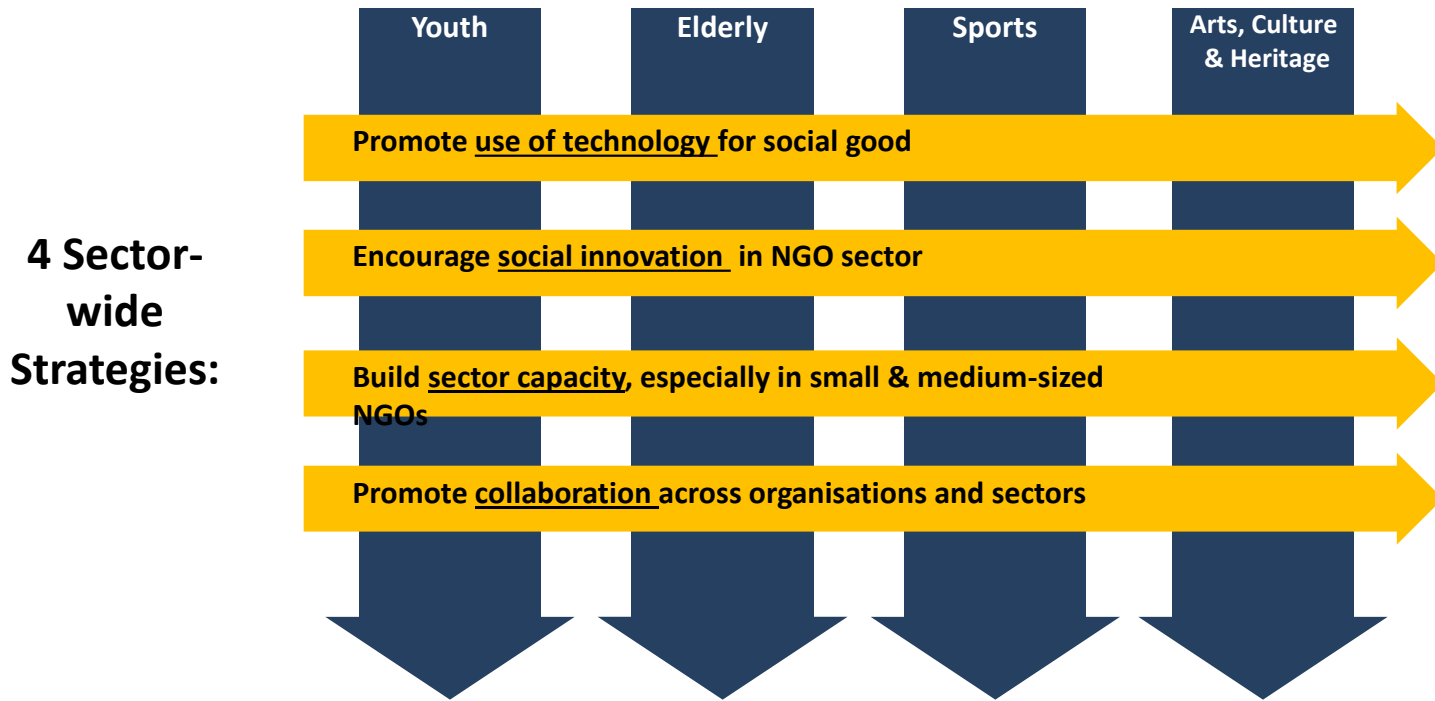 Youth
Elderly
Sports
Arts, Culture
& Heritage
4 Sector-
wide
Strategies:
Promote use of technology for social good
Encourage social innovation in NGO sector
Build sector capacity, especially in small & medium-sized
NGOs
Promote collaboration across organisations and sectors